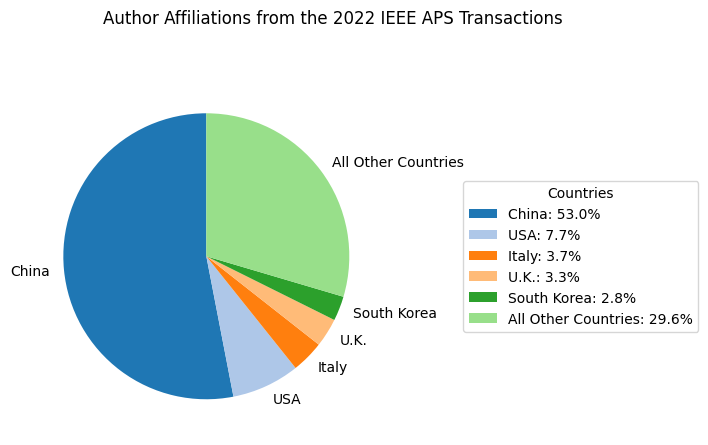 Author Affiliations from the 2022 IEEE APS Transactions
All Other Countries
China
South Korea
U.K.
Italy
USA
Countries
China: 53.0%
USA: 7.7%
Italy: 3.7%
U.K.: 3.3%
South Korea: 2.8%
All Other Countries: 29.6%